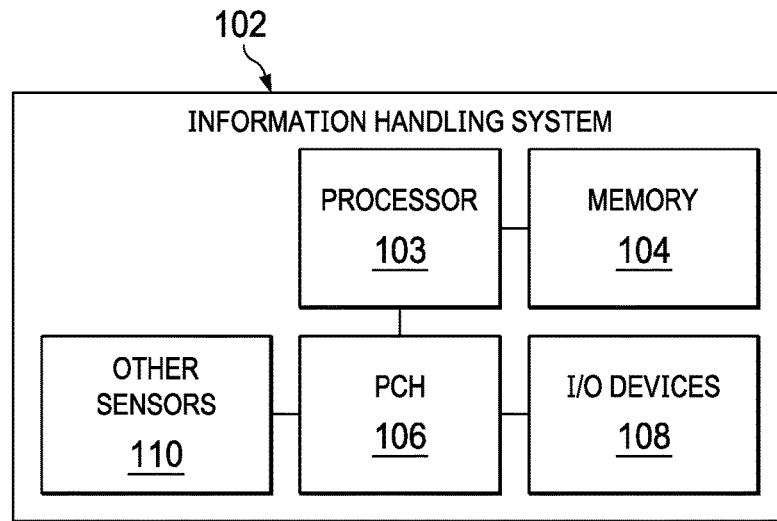 102
INFORMATION HANDLING SYSTEM
PROCESSOR
103
MEMORY
104
OTHER
SENSORS
110
PCH
106
I/O DEVICES
108